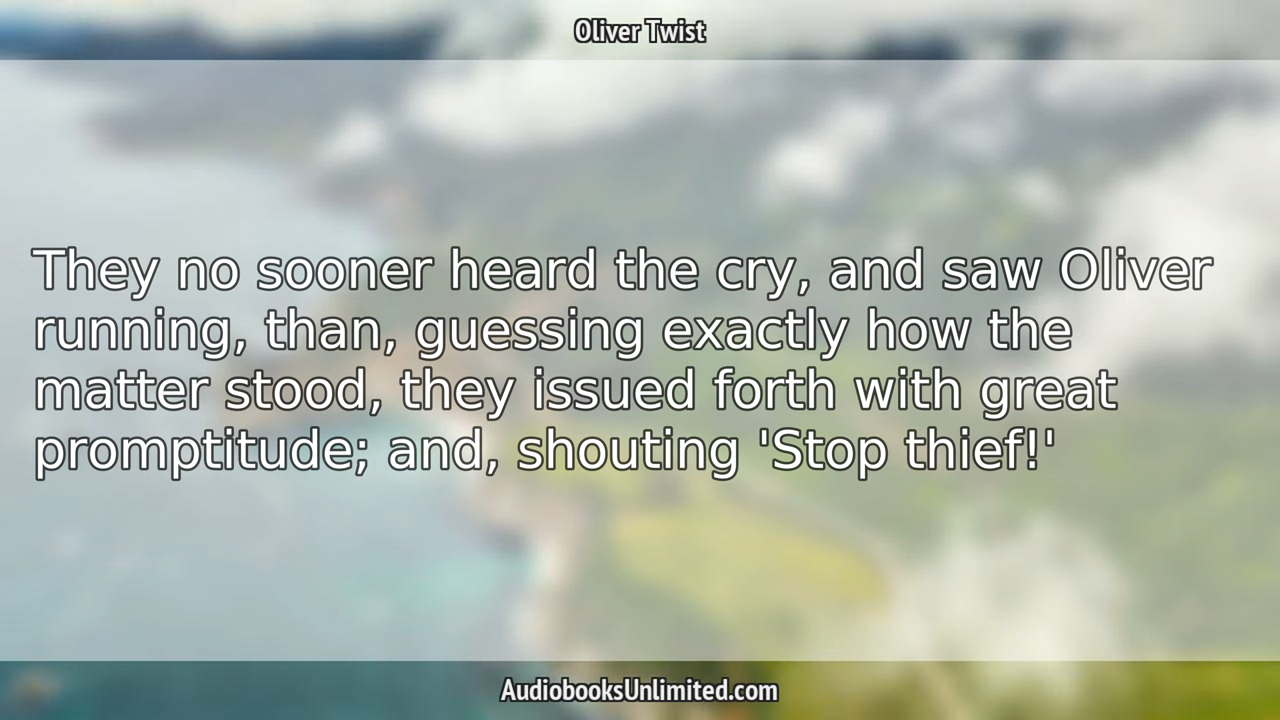 Oliver Twist
They no sooner heard the cry, and saw Oliver
running, than, guessing exactly how the
matter stood, they issued forth with great
promptitude; and, shouting 'Stop thief!'
AudiobooksUnlimited.com